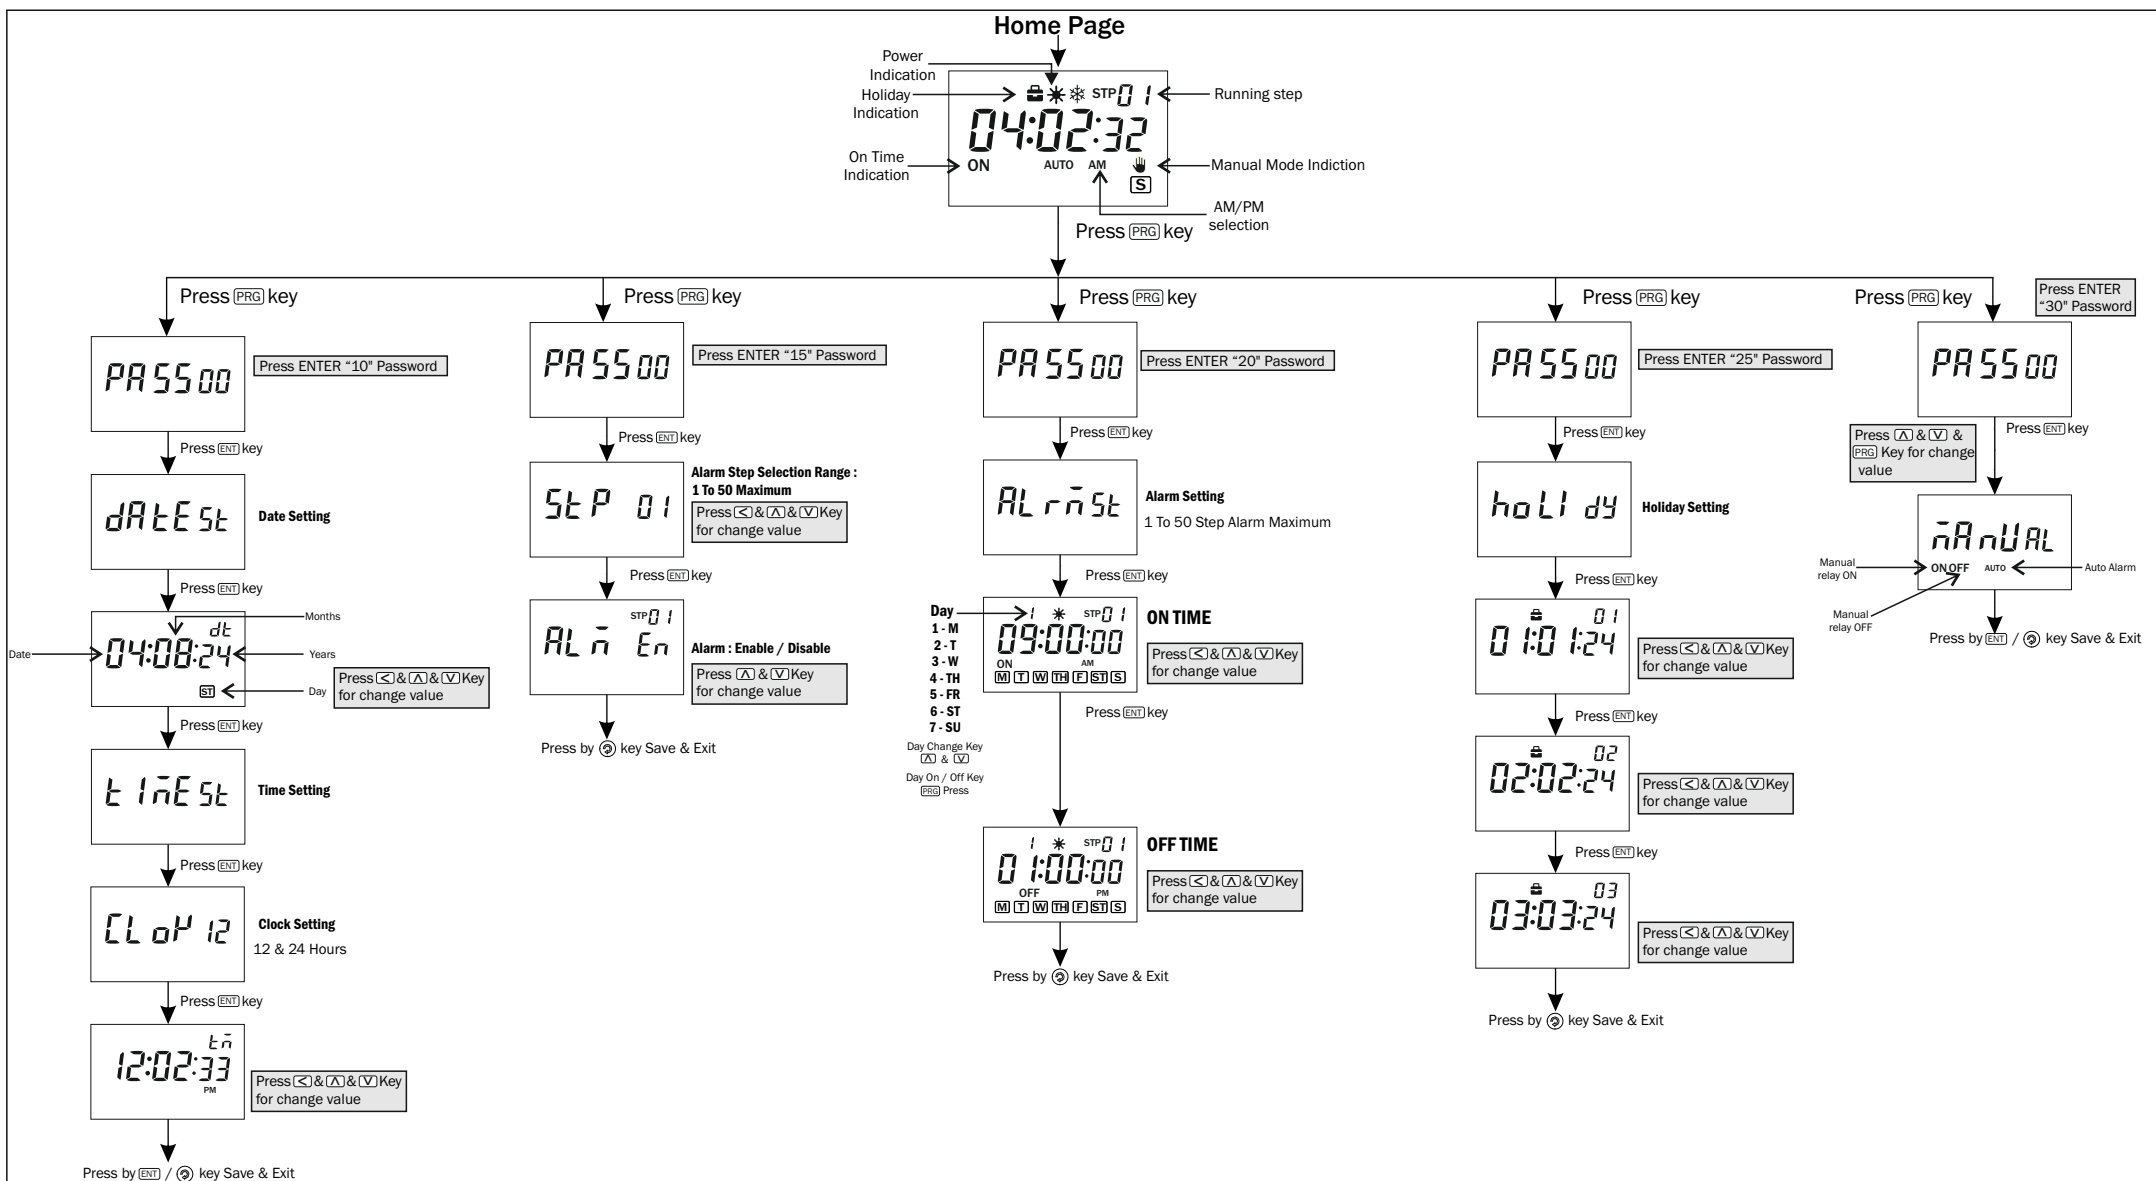 Home Page
Power
Indication
Holiday
Indication
STP 01
Running step
04:02:32
On Time
Indication
ON
AUTO
AM
Manual Mode Indiction
S
AM/PM
selection
Press PRG key
Press PRG key
PASS00
Press ENTER “10" Password
Press ENT key
dAtESt
Date Setting
Press ENT key
Months
dt
Date
04:08:24
Years
ST
Day
Press < & Λ & V Key
for change value
Press ENT key
tImESt
Time Setting
Press ENT key
CLoK 12
Clock Setting
12 & 24 Hours
Press ENT key
tm
12:02:33
PM
Press < & Λ & V Key
for change value
Press by ENT / key Save & Exit
Press PRG key
PASS00
Press ENTER “15" Password
Press ENT key
StP 01
Alarm Step Selection Range :
1 To 50 Maximum
Press < & Λ & V Key
for change value
Press ENT key
STP 01
ALm En
Alarm : Enable / Disable
Press Λ & V Key
for change value
Press by key Save & Exit
Press PRG key
PASS00
Press ENTER “20" Password
Press ENT key
ALrmSt
Alarm Setting
1 To 50 Step Alarm Maximum
Press ENT key
Day
1 - M
2 - T
3 - W
4 - TH
5 - FR
6 - ST
7 - SU
Day Change Key
Λ & V
Day On / Off Key
PRG Press
1 STP 01
09:00:00
ON AM
M T W TH F ST S
ON TIME
Press < & Λ & V Key
for change value
Press ENT key
1 STP 01
01:00:00
OFF PM
M T W TH F ST S
OFF TIME
Press < & Λ & V Key
for change value
Press by key Save & Exit
Press PRG key
PASS00
Press ENTER “25" Password
Press ENT key
hoLIdY
Holiday Setting
Press ENT key
01
01:01:24
Press < & Λ & V Key
for change value
Press ENT key
02
02:02:24
Press < & Λ & V Key
for change value
Press ENT key
03
03:03:24
Press < & Λ & V Key
for change value
Press by key Save & Exit
Press PRG key
Press ENTER
“30" Password
PASS00
Press ENT key
Press Λ & V &
PRG Key for change
value
mAnUAL
Manual
relay ON
ON OFF AUTO
Auto Alarm
Manual
relay OFF
Press by ENT / key Save & Exit